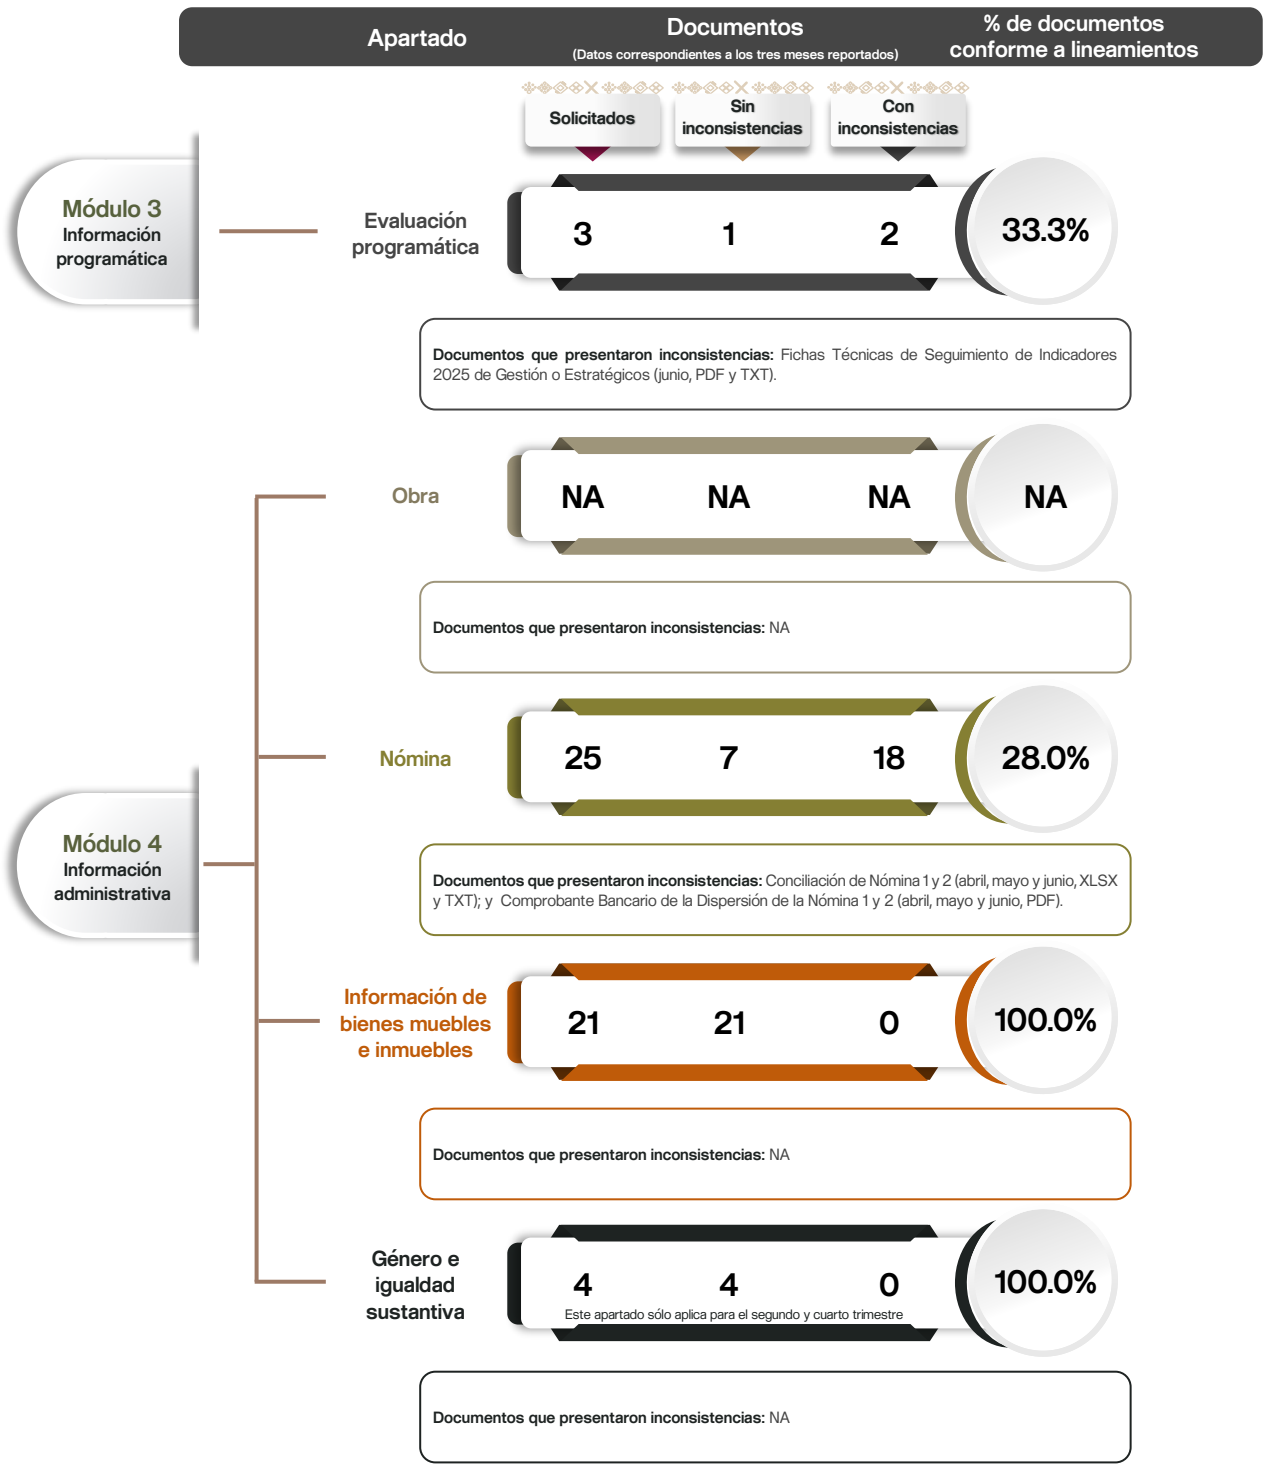 Apartado
Documentos
(Datos correspondientes a los tres meses reportados)
% de documentos
conforme a lineamientos
Solicitados
Sin
inconsistencias
Con
inconsistencias
Módulo 3
Información
programática
Evaluación
programática
3 1 2 33.3%
Documentos que presentaron inconsistencias: Fichas Técnicas de Seguimiento de Indicadores
2025 de Gestión o Estratégicos (junio, PDF y TXT).
Obra
NA NA NA NA
Documentos que presentaron inconsistencias: NA
Nómina
25 7 18 28.0%
Módulo 4
Información
administrativa
Documentos que presentaron inconsistencias: Conciliación de Nómina 1 y 2 (abril, mayo y junio, XLSX
y TXT); y Comprobante Bancario de la Dispersión de la Nómina 1 y 2 (abril, mayo y junio, PDF).
Información de
bienes muebles
e inmuebles
21 21 0 100.0%
Documentos que presentaron inconsistencias: NA
Género e
igualdad
sustantiva
4 4 0 100.0%
Este apartado sólo aplica para el segundo y cuarto trimestre
Documentos que presentaron inconsistencias: NA